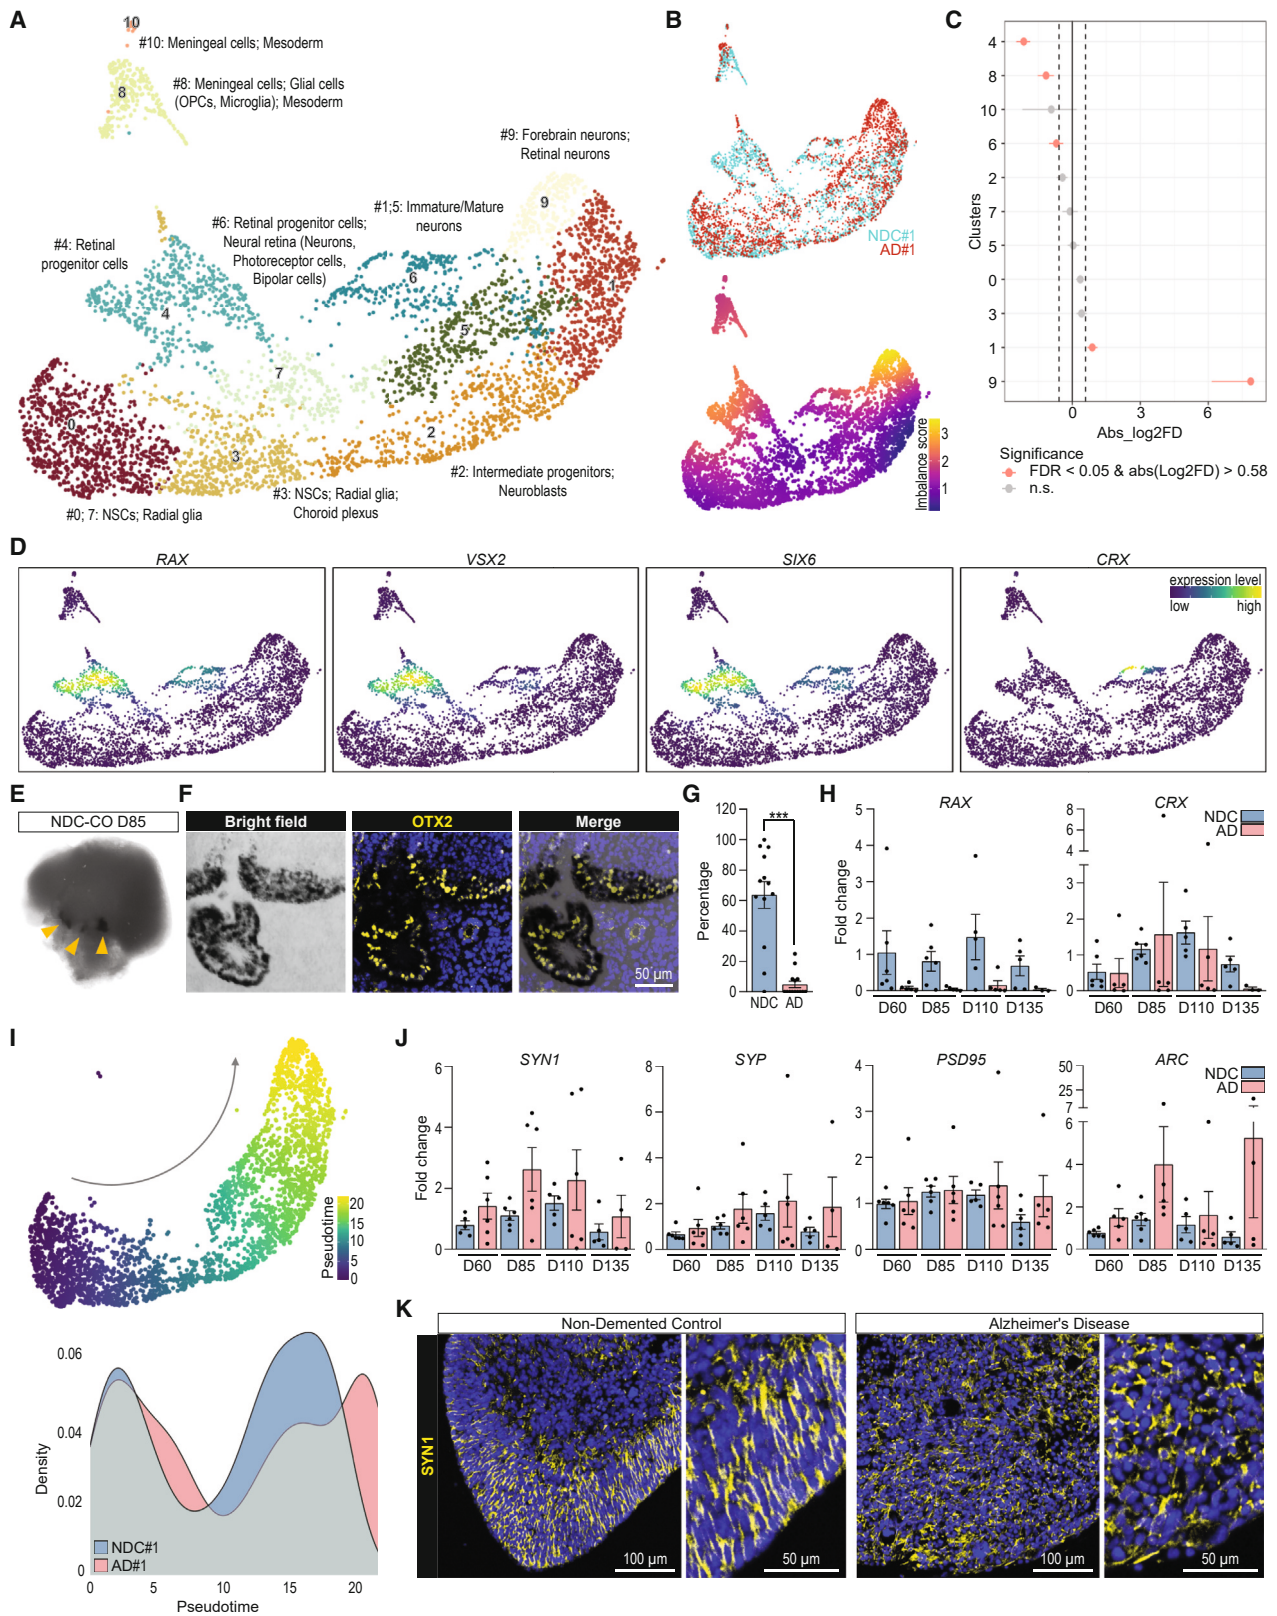 A
10
#10: Meningeal cells; Mesoderm
8
#8: Meningeal cells; Glial cells
(OPCs, Microglia); Mesoderm
#9: Forebrain neurons;
Retinal neurons
9
#1;5: Immature/Mature
neurons
#6: Retinal progenitor cells;
Neural retina (Neurons,
Photoreceptor cells,
Bipolar cells)
#4: Retinal
progenitor cells
6
1
4
5
7
0
2
3
#2: Intermediate progenitors;
Neuroblasts
#3: NSCs; Radial glia;
Choroid plexus
#0; 7: NSCs; Radial glia
B
NDC#1
AD#1
Imbalance score
3
2
1
C
Clusters
4
8
10
6
2
7
5
0
3
1
9
0 3 6
Abs_log2FD
Significance
FDR < 0.05 & abs(Log2FD) > 0.58
n.s.
D
RAX
VSX2
SIX6
CRX
expression level
low high
E
NDC-CO D85
F
Bright field
OTX2
Merge
50 µm
G
Percentage
120
100
80
60
40
20
0
***
NDC AD
H
Fold change
RAX
5
4
3
2
1
0
D60 D85 D110 D135
CRX
8
6
4
3
2
1
0
D60 D85 D110 D135
NDC
AD
I
Pseudotime
20
15
10
5
0
Density
0.06
0.04
0.02
0
NDC#1
AD#1
0 5 10 15 20
Pseudotime
J
Fold change
SYN1
6
4
2
0
D60 D85 D110 D135
SYP
8
6
4
2
0
D60 D85 D110 D135
PSD95
4
3
2
1
0
D60 D85 D110 D135
ARC
50
25
7
6
4
2
0
D60 D85 D110 D135
NDC
AD
K
Non-Demented Control
Alzheimer's Disease
SYN1
100 µm
50 µm
100 µm
50 µm